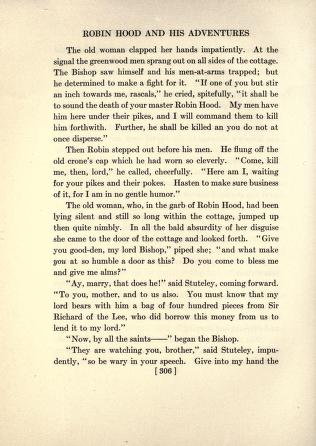 ROBIN HOOD AND HIS ADVENTURES
The old woman clapped her hands impatiently. At the
signal the greenwood men sprang out on all sides of the cottage.
The Bishop saw himself and his men-at-arms trapped; but
he determined to make a fight for it. "If one of you but stir
an inch towards me, rascals," he cried, spitefully, "it shall be
to sound the death of your master Robin Hood. My men have
him here under their pikes, and I will command them to kill
him forthwith. Further, he shall be killed an you do not at
once disperse."
Then Robin stepped out before his men. He flung off the
old crone's cap which he had worn so cleverly. "Come, kill
me, then, lord," he called, cheerfully. "Here am I, waiting
for your pikes and their pokes. Hasten to make sure business
of it, for I am in no gentle humor."
The old woman, who, in the garb of Robin Hood, had been
lying silent and still so long within the cottage, jumped up
then quite nimbly. In all the bald absurdity of her disguise
she came to the door of the cottage and looked forth. "Give
you good-den, my lord Bishop," piped she; "and what make
you at so humble a door as this? Do you come to bless me
and give me alms?"
"Ay, marry, that does he!" said Stuteley, coming forward.
"To you, mother, and to us also. You must know that my
lord bears with him a bag of four hundred pieces from Sir
Richard of the Lee, who did borrow this money from us to
lend it to my lord."
"Now, by all the saints——" began the Bishop.
"They are watching you, brother," said Stuteley, impu-
dently, "so be wary in your speech. Give into my hand the
[ 306 ]